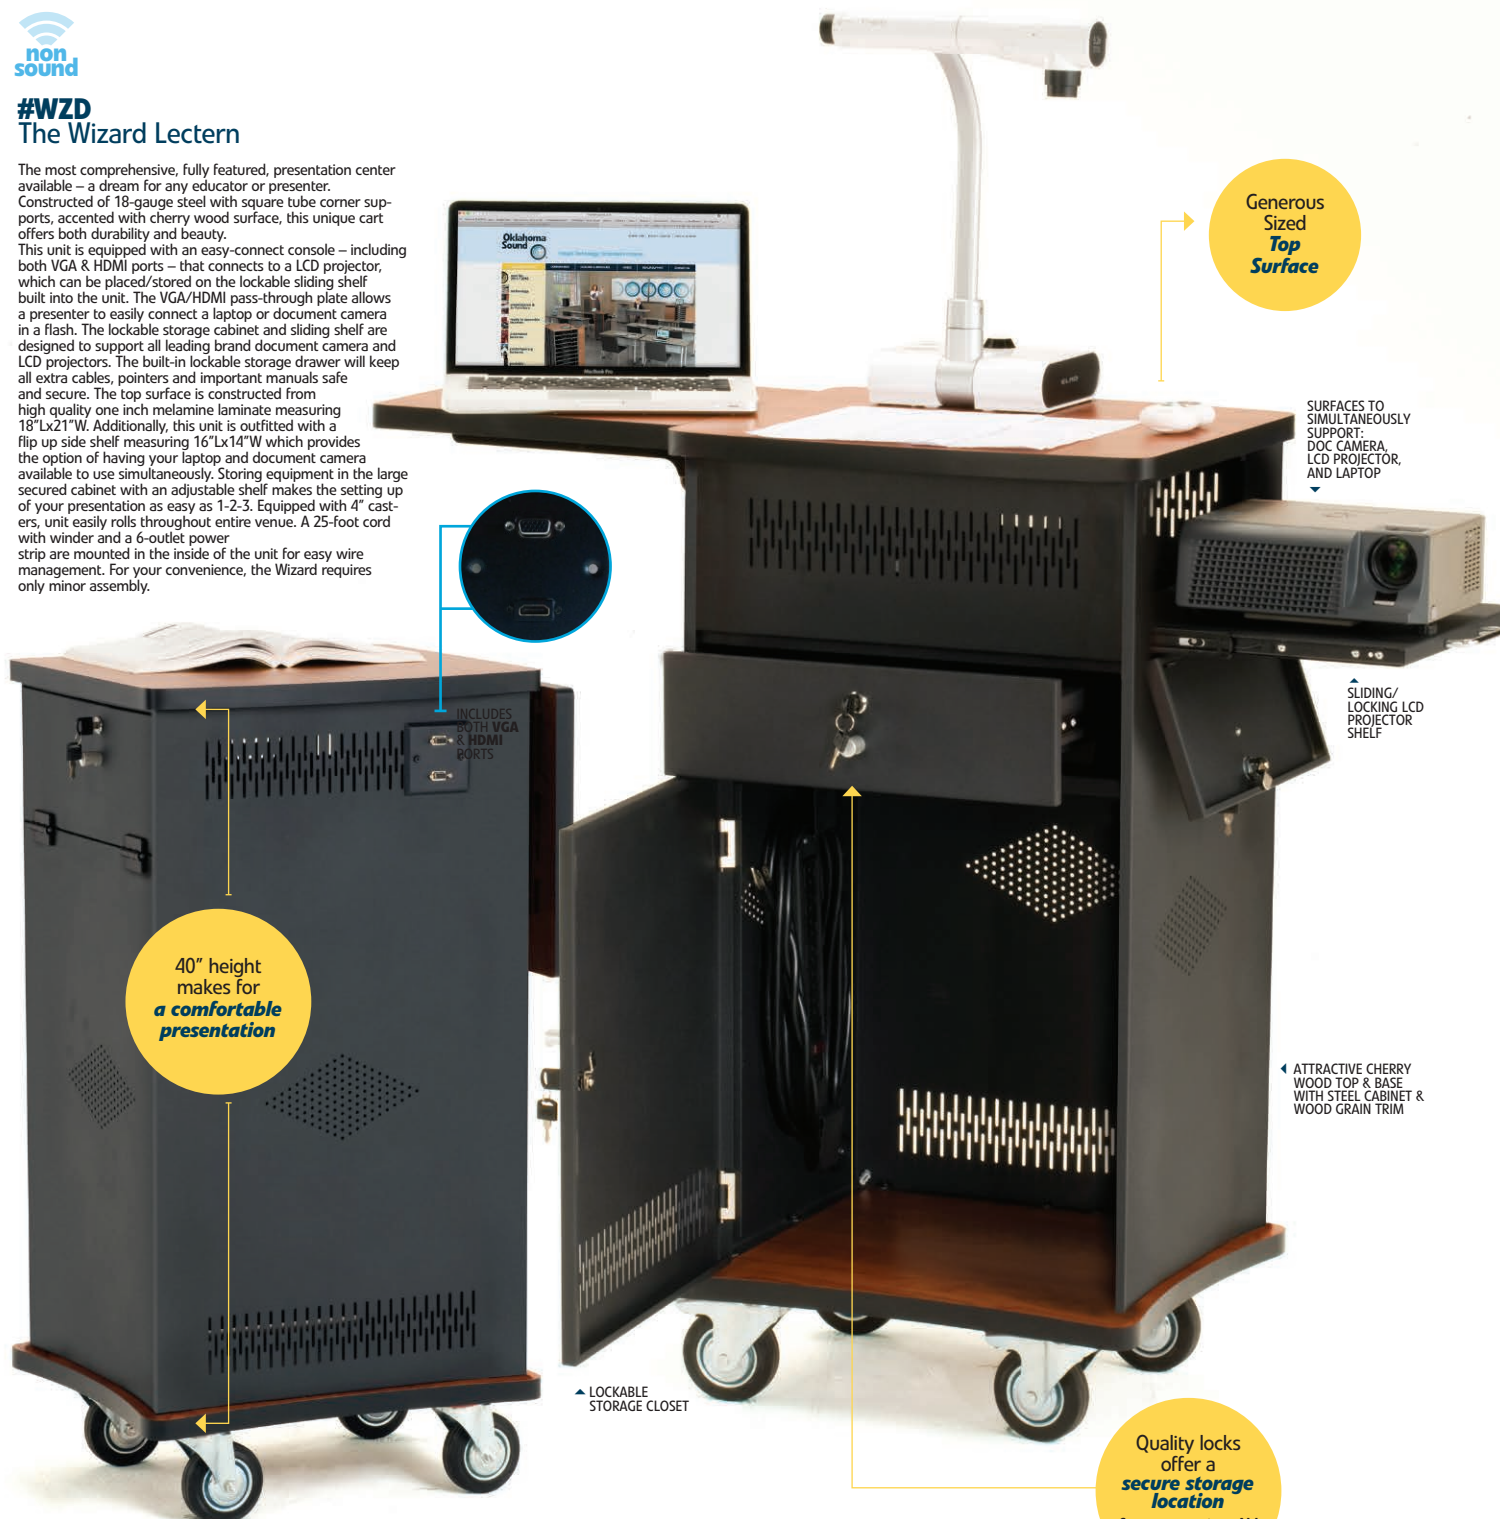 non
sound
#WZD
The Wizard Lectern
The most comprehensive, fully featured, presentation center
available – a dream for any educator or presenter.
Constructed of 18-gauge steel with square tube corner sup-
ports, accented with cherry wood surface, this unique cart
offers both durability and beauty.
This unit is equipped with an easy-connect console – including
both VGA & HDMI ports – that connects to a LCD projector,
which can be placed/stored on the lockable sliding shelf
built into the unit. The VGA/HDMI pass-through plate allows
a presenter to easily connect a laptop or document camera
in a flash. The lockable storage cabinet and sliding shelf are
designed to support all leading brand document camera and
LCD projectors. The built-in lockable storage drawer will keep
all extra cables, pointers and important manuals safe
and secure. The top surface is constructed from
high quality one inch melamine laminate measuring
18”Lx21”W. Additionally, this unit is outfitted with a
flip up side shelf measuring 16”Lx14”W which provides
the option of having your laptop and document camera
available to use simultaneously. Storing equipment in the large
secured cabinet with an adjustable shelf makes the setting up
of your presentation as easy as 1-2-3. Equipped with 4” cast-
ers, unit easily rolls throughout entire venue. A 25-foot cord
with winder and a 6-outlet power
strip are mounted in the inside of the unit for easy wire
management. For your convenience, the Wizard requires
only minor assembly.
Oklahoma
Sound
MacBook Pro
ELMO
Generous
Sized
Top
Surface
SURFACES TO
SIMULTANEOUSLY
SUPPORT:
DOC CAMERA,
LCD PROJECTOR,
AND LAPTOP
SLIDING/
LOCKING LCD
PROJECTOR
SHELF
INCLUDES
BOTH VGA
& HDMI
PORTS
40” height
makes for
a comfortable
presentation
ATTRACTIVE CHERRY
WOOD TOP & BASE
WITH STEEL CABINET &
WOOD GRAIN TRIM
LOCKABLE
STORAGE CLOSET
Quality locks
offer a
secure storage
location